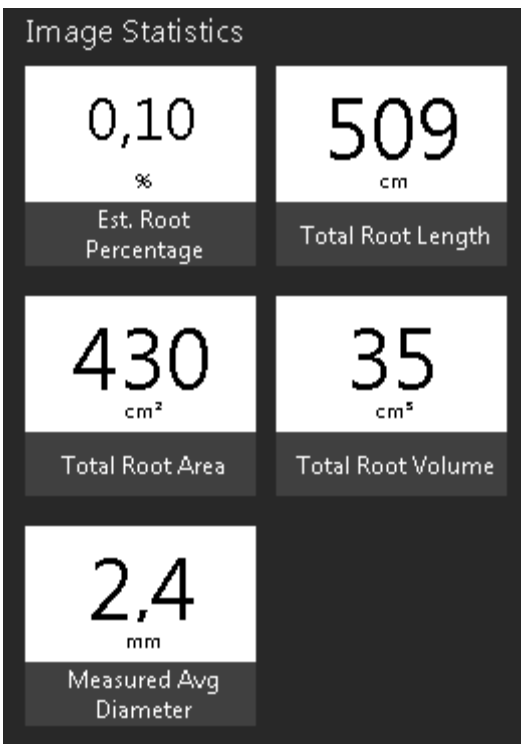 Image Statistics
0,10
%
Est. Root
Percentage
509
cm
Total Root Length
430
cm²
Total Root Area
35
cm³
Total Root Volume
2,4
mm
Measured Avg
Diameter